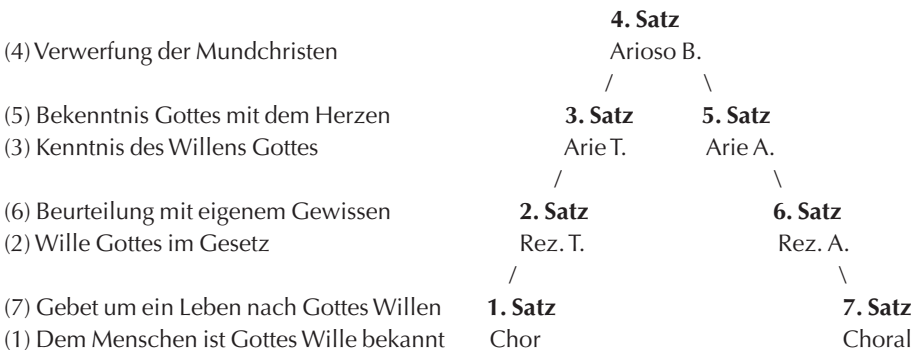 4. Satz
(4) Verwerfung der Mundchristen Arioso B.
/ \
(5) Bekenntnis Gottes mit dem Herzen 3. Satz 5. Satz
(3) Kenntnis des Willens Gottes Arie T. Arie A.
/ \
(6) Beurteilung mit eigenem Gewissen 2. Satz 6. Satz
(2) Wille Gottes im Gesetz Rez. T. Rez. A.
/ \
(7) Gebet um ein Leben nach Gottes Willen 1. Satz 7. Satz
(1) Dem Menschen ist Gottes Wille bekannt Chor Choral